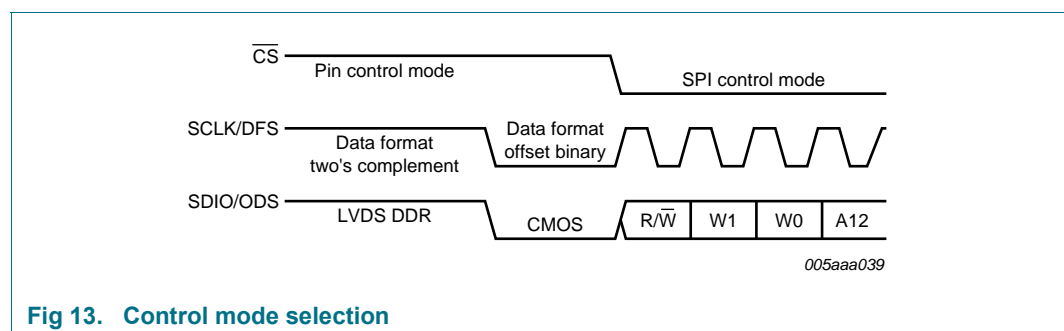 C̅S̅
Pin control mode
SPI control mode
SCLK/DFS
Data format
two's complement
Data format
offset binary
SDIO/ODS
LVDS DDR
CMOS
R/W̅
W1
W0
A12
005aaa039
Fig 13. Control mode selection